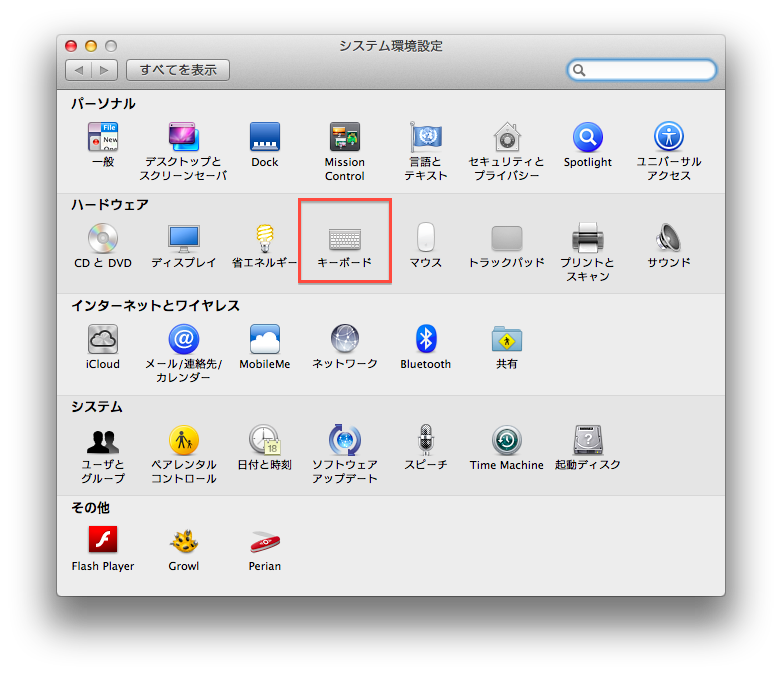 システム環境設定
すべてを表示
パーソナル
一般
デスクトップと
スクリーンセーバ
Dock
Mission
Control
言語と
テキスト
セキュリティと
プライバシー
Spotlight
ユニバーサル
アクセス
ハードウェア
CD と DVD
ディスプレイ
省エネルギー
キーボード
マウス
トラックパッド
プリントと
スキャン
サウンド
インターネットとワイヤレス
iCloud
メール/連絡先/
カレンダー
MobileMe
ネットワーク
Bluetooth
共有
システム
ユーザと
グループ
ペアレンタル
コントロール
日付と時刻
ソフトウェア
アップデート
スピーチ
Time Machine
起動ディスク
その他
Flash Player
Growl
Perian
File
New
18